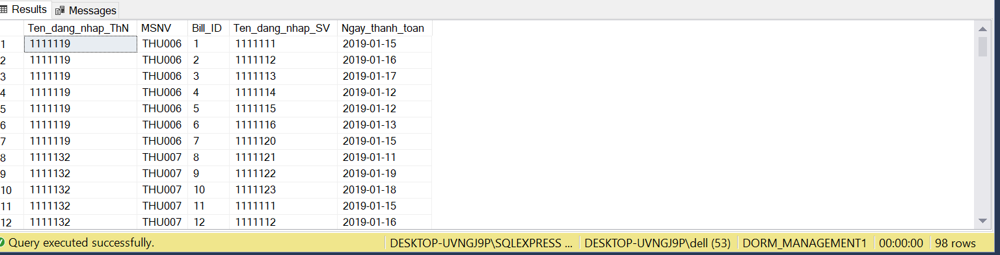 Results Messages
Ten_dang_nhap_ThN MSNV Bill_ID Ten_dang_nhap_SV Ngay_thanh_toan
1 1111119 THU006 1 1111111 2019-01-15
2 1111119 THU006 2 1111112 2019-01-16
3 1111119 THU006 3 1111113 2019-01-17
4 1111119 THU006 4 1111114 2019-01-12
5 1111119 THU006 5 1111115 2019-01-12
6 1111119 THU006 6 1111116 2019-01-13
7 1111119 THU006 7 1111120 2019-01-15
8 1111132 THU007 8 1111121 2019-01-11
9 1111132 THU007 9 1111122 2019-01-19
10 1111132 THU007 10 1111123 2019-01-18
11 1111132 THU007 11 1111111 2019-01-15
12 1111132 THU007 12 1111112 2019-01-16
Query executed successfully. DESKTOP-UVNGJ9P\SQLEXPRESS ... DESKTOP-UVNGJ9P\dell (53) DORM_MANAGEMENT1 00:00:00 98 rows